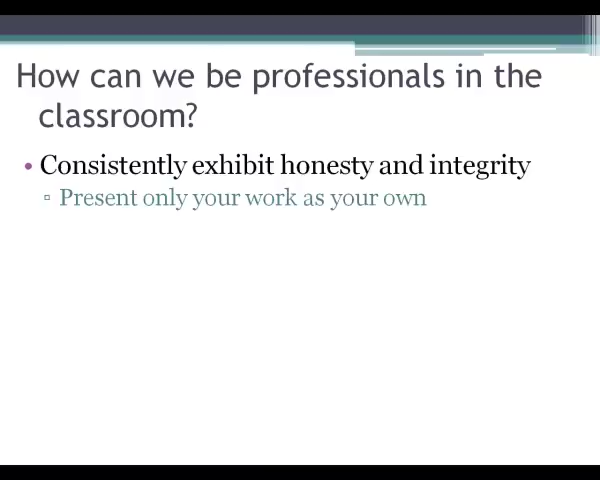 How can we be professionals in the
classroom?
• Consistently exhibit honesty and integrity
▫ Present only your work as your own